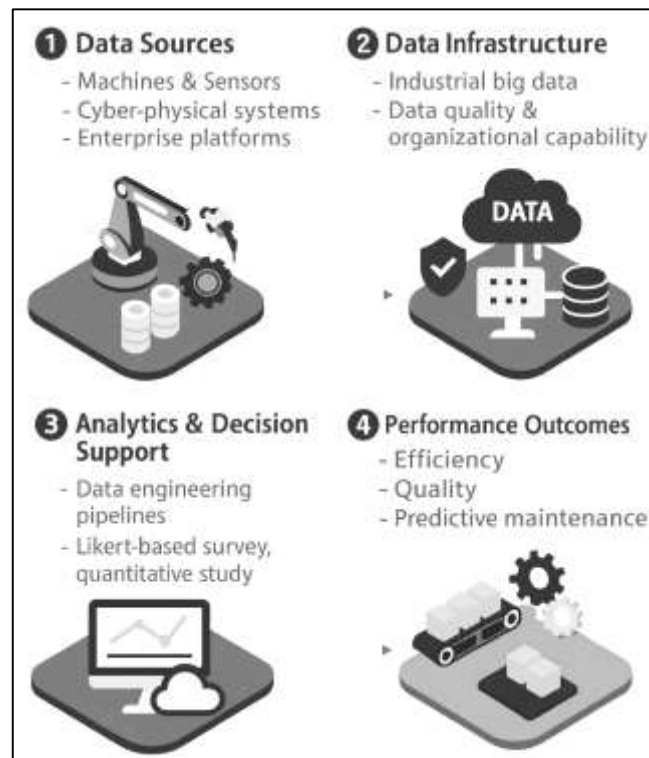 1 Data Sources
- Machines & Sensors
- Cyber-physical systems
- Enterprise platforms
2 Data Infrastructure
- Industrial big data
- Data quality &
organizational capability
DATA
3 Analytics & Decision
Support
- Data engineering
pipelines
- Likert-based survey,
quantitative study
4 Performance Outcomes
- Efficiency
- Quality
- Predictive maintenance